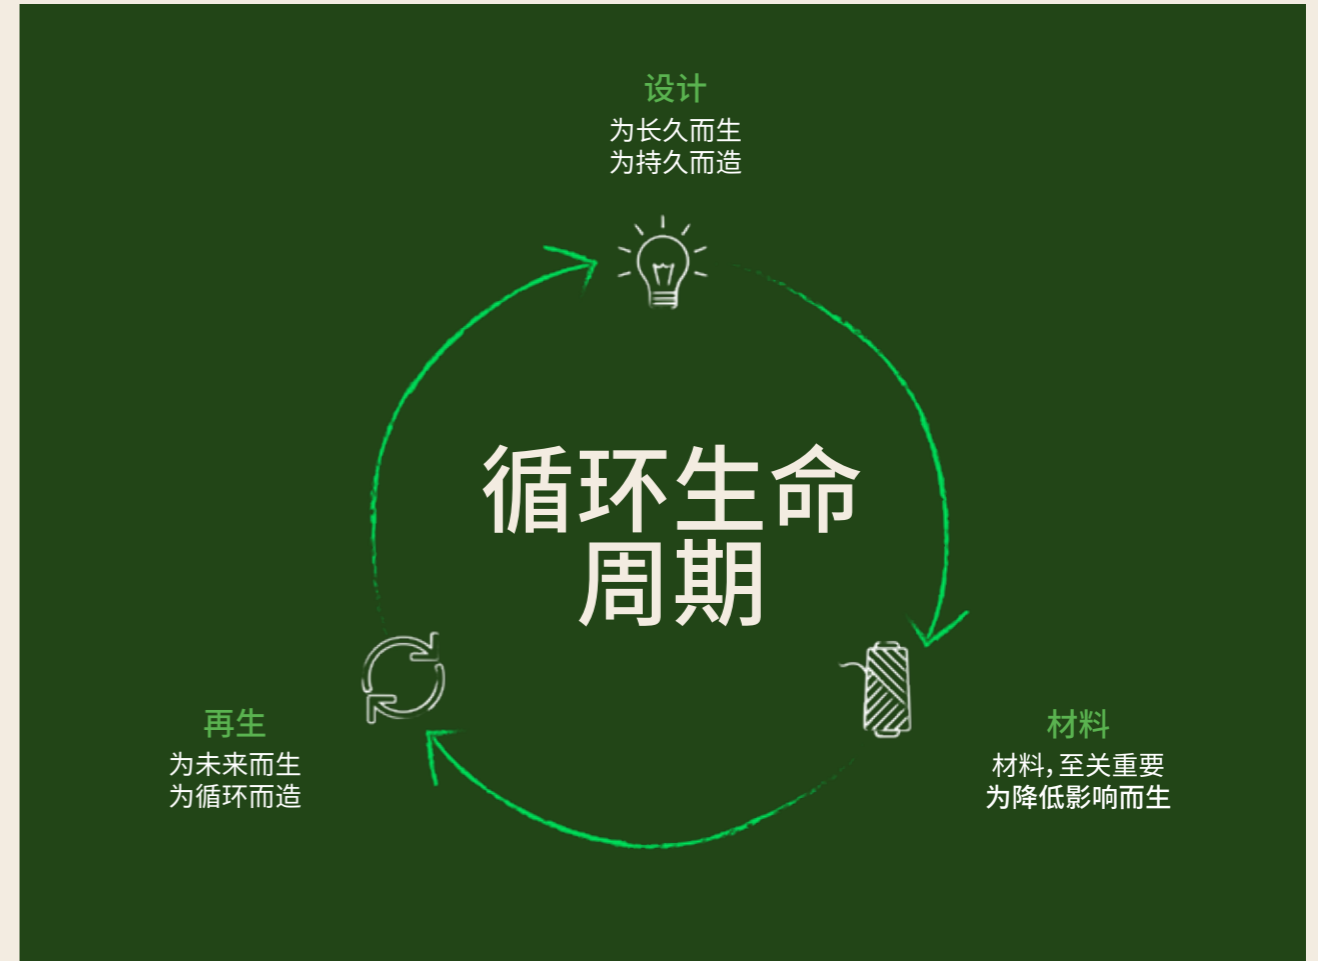 设计
为长久而生
为持久而造
循环生命
周期
再生
为未来而生
为循环而造
材料
材料，至关重要
为降低影响而生